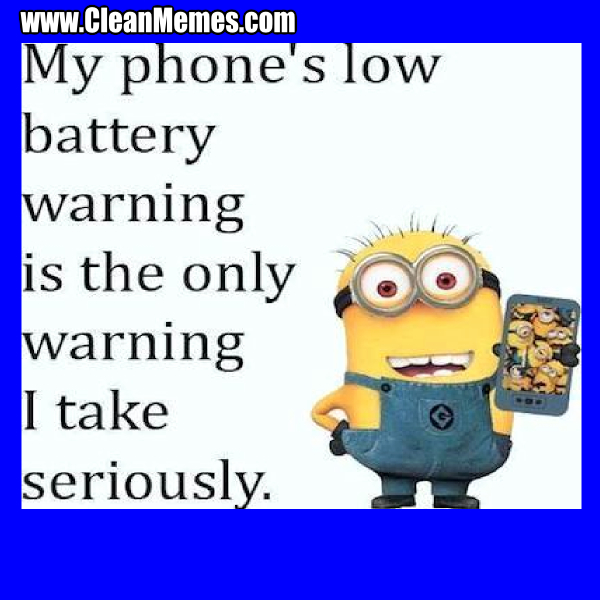 www.CleanMemes.com
My phone's low
battery
warning
is the only
warning
I take
seriously.
G